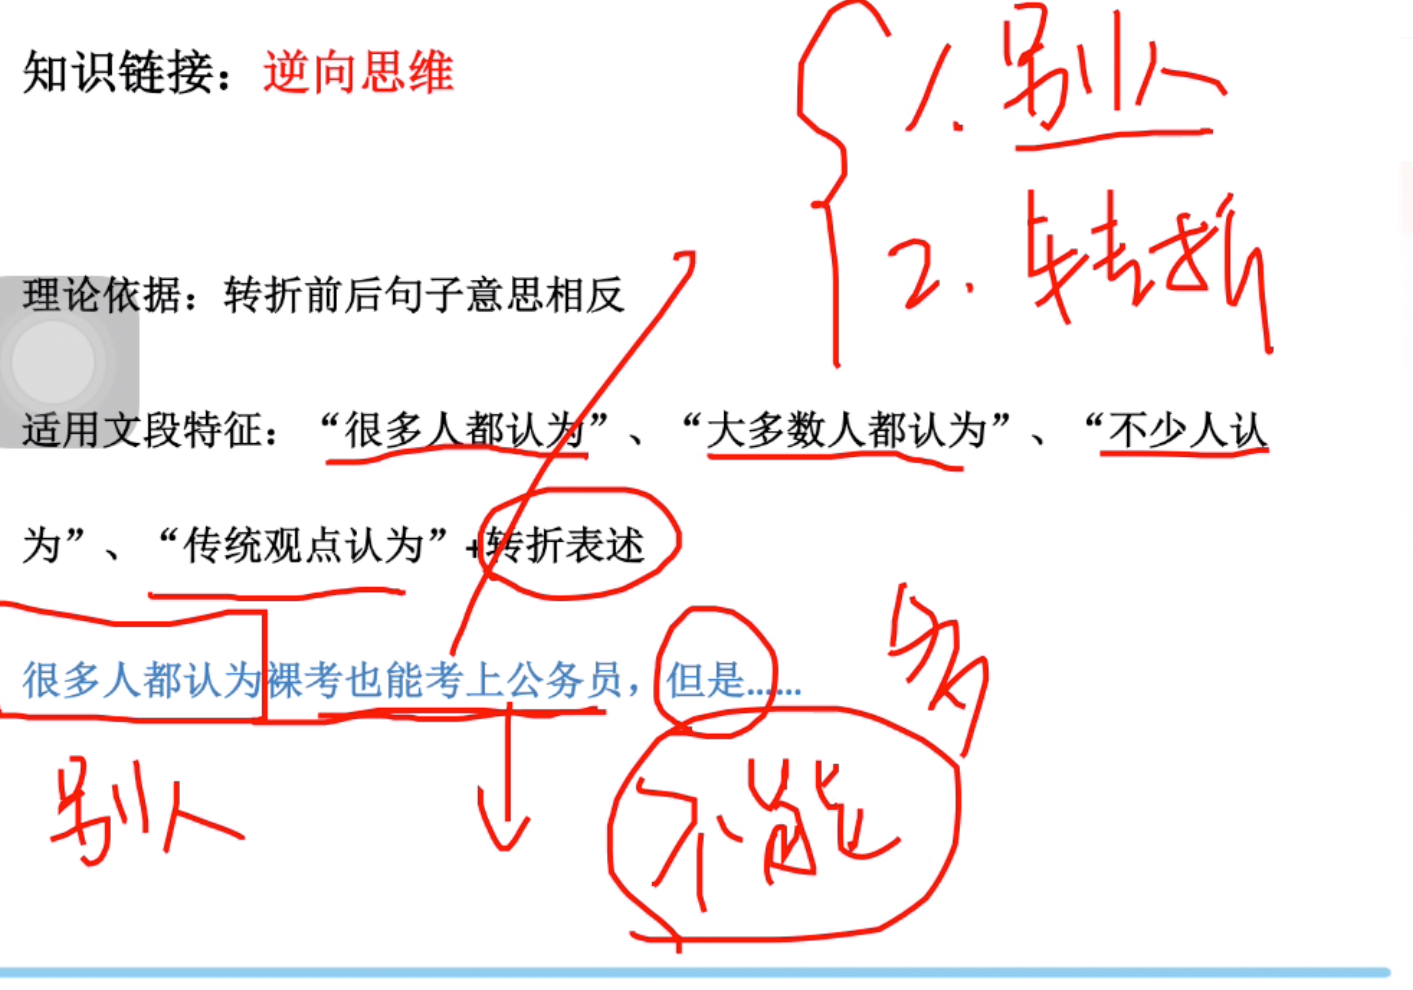 知识链接：逆向思维
1. 别人
2. 转折
理论依据：转折前后句子意思相反
适用文段特征：“很多人都认为”、“大多数人都认为”、“不少人认
为”、“传统观点认为”+转折表述
很多人都认为裸考也能考上公务员，但是……
别人
不能